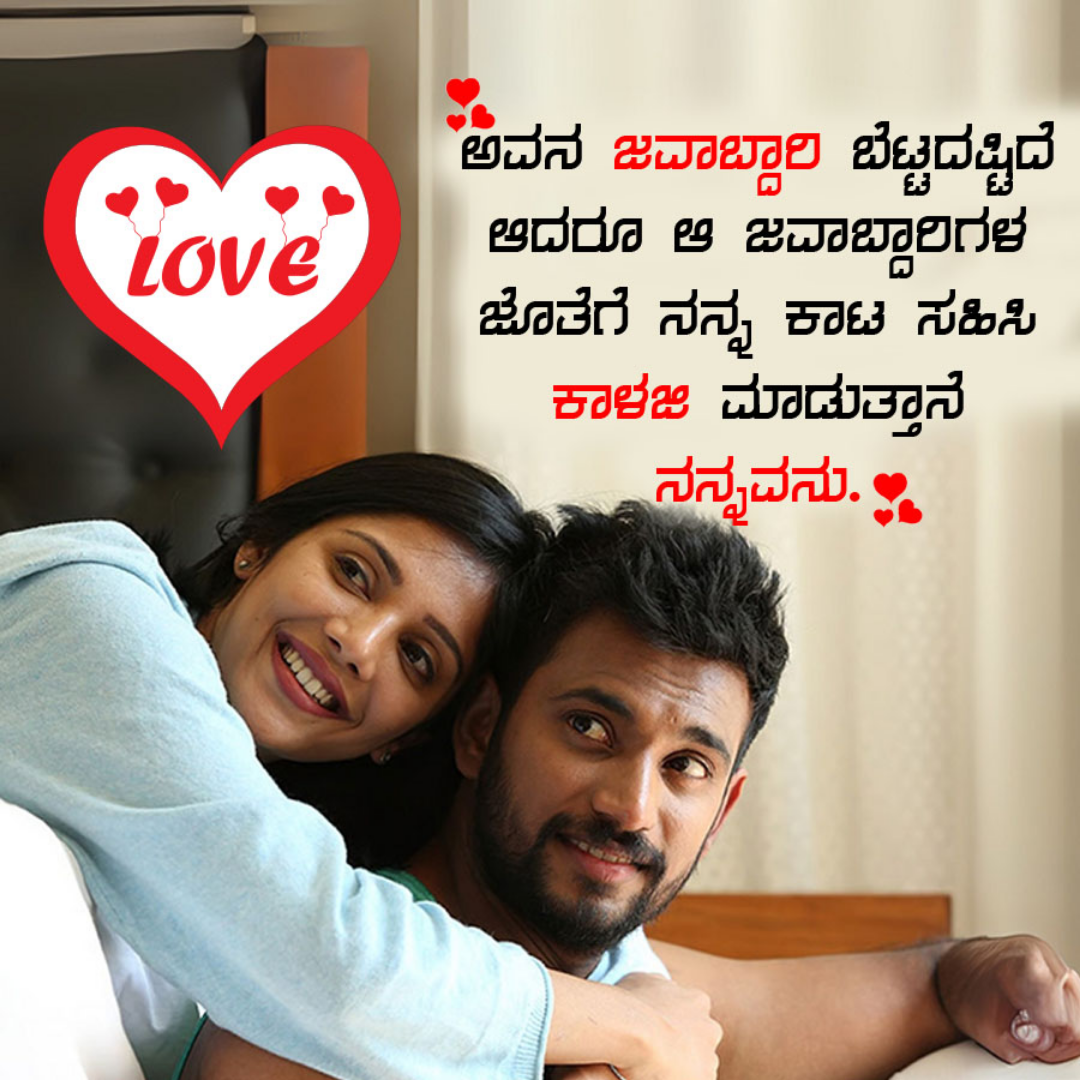 LOVE
ಅವನ ಜವಾಬ್ದಾರಿ ಬೆಟ್ಟದಷ್ಟಿದೆ
ಆದರೂ ಆ ಜವಾಬ್ದಾರಿಗಳ
ಜೊತೆಗೆ ನನ್ನ ಕಾಟ ಸಹಿಸಿ
ಕಾಳಜಿ ಮಾಡುತ್ತಾನೆ
ನನ್ನವನು.